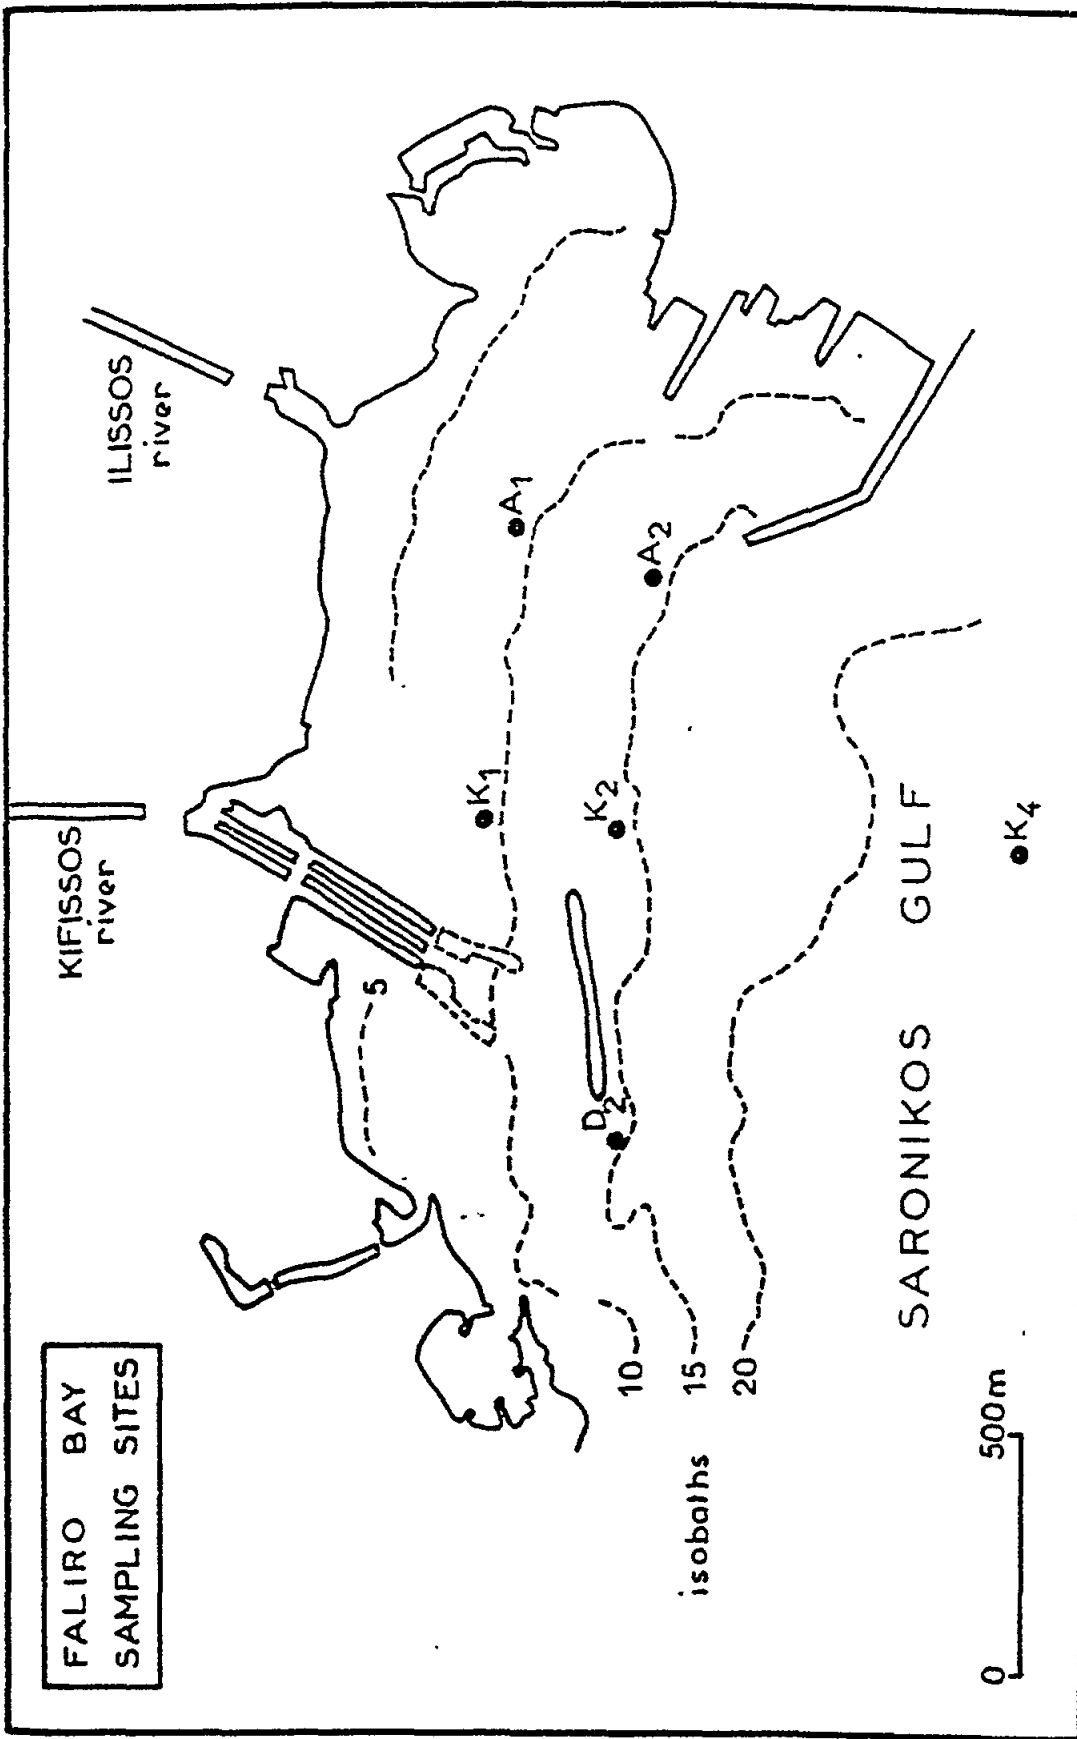 FALIRO BAY
SAMPLING SITES
KIFISSOS
river
ILISSOS
river
5
A1
K1
A2
K2
D2
10
15
20
isobaths
SARONIKOS GULF
K4
0 500m